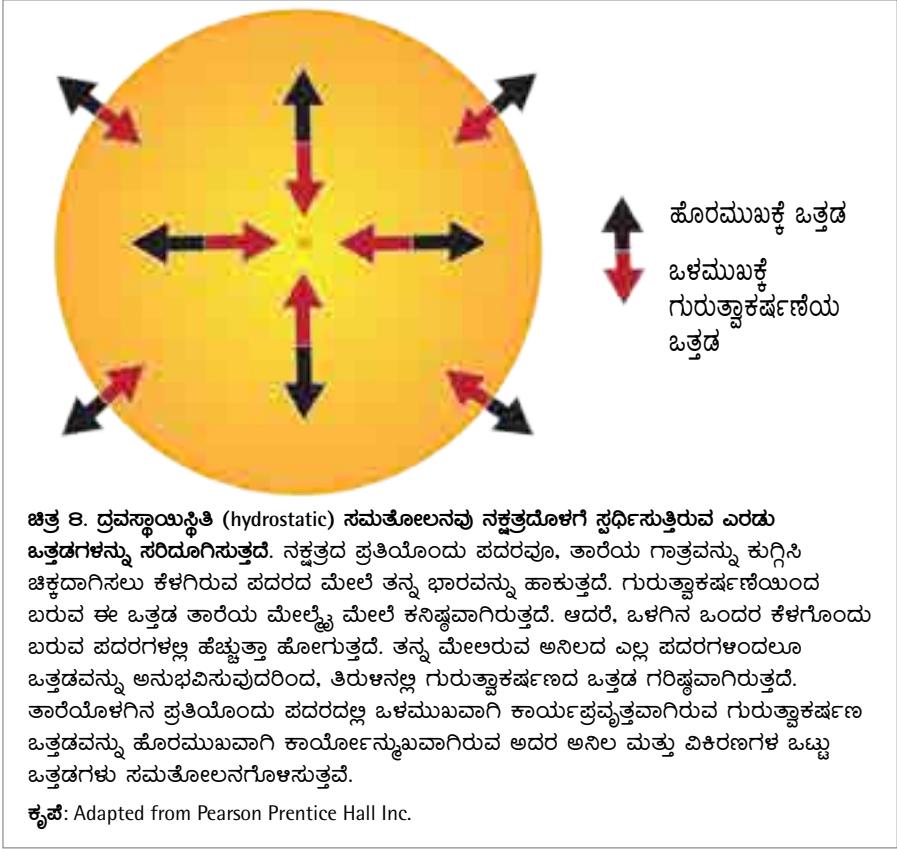 ಹೊರಮುಖಕ್ಕೆ ಒತ್ತಡ
ಒಳಮುಖಕ್ಕೆ
ಗುರುತ್ವಾಕರ್ಷಣೆಯ
ಒತ್ತಡ
ಚಿತ್ರ 8. ದ್ರವಸ್ಥಾಯಿಸ್ಥಿತಿ (hydrostatic) ಸಮತೋಲನವು ನಕ್ಷತ್ರದೊಳಗೆ ಸ್ಪರ್ಧಿಸುತ್ತಿರುವ ಎರಡು
ಒತ್ತಡಗಳನ್ನು ಸರಿದೂಗಿಸುತ್ತದೆ. ನಕ್ಷತ್ರದ ಪ್ರತಿಯೊಂದು ಪದರವೂ, ತಾರೆಯ ಗಾತ್ರವನ್ನು ಕುಗ್ಗಿಸಿ
ಚಿಕ್ಕದಾಗಿಸಲು ಕೆಳಗಿರುವ ಪದರದ ಮೇಲೆ ತನ್ನ ಭಾರವನ್ನು ಹಾಕುತ್ತದೆ. ಗುರುತ್ವಾಕರ್ಷಣೆಯಿಂದ
ಬರುವ ಈ ಒತ್ತಡ ತಾರೆಯ ಮೇಲ್ಮೈ ಮೇಲೆ ಕನಿಷ್ಠವಾಗಿರುತ್ತದೆ. ಆದರೆ, ಒಳಗಿನ ಒಂದರ ಕೆಳಗೊಂದು
ಬರುವ ಪದರಗಳಲ್ಲಿ ಹೆಚ್ಚುತ್ತಾ ಹೋಗುತ್ತದೆ. ತನ್ನ ಮೇಲಿರುವ ಅನಿಲದ ಎಲ್ಲ ಪದರಗಳಿಂದಲೂ
ಒತ್ತಡವನ್ನು ಅನುಭವಿಸುವುದರಿಂದ, ತಿರುಳಿನಲ್ಲಿ ಗುರುತ್ವಾಕರ್ಷಣದ ಒತ್ತಡ ಗರಿಷ್ಠವಾಗಿರುತ್ತದೆ.
ತಾರೆಯೊಳಗಿನ ಪ್ರತಿಯೊಂದು ಪದರದಲ್ಲಿ ಒಳಮುಖವಾಗಿ ಕಾರ್ಯಪ್ರವೃತ್ತವಾಗಿರುವ ಗುರುತ್ವಾಕರ್ಷಣ
ಒತ್ತಡವನ್ನು ಹೊರಮುಖವಾಗಿ ಕಾರ್ಯೋನ್ಮುಖವಾಗಿರುವ ಅದರ ಅನಿಲ ಮತ್ತು ವಿಕಿರಣಗಳ ಒಟ್ಟು
ಒತ್ತಡಗಳು ಸಮತೋಲನಗೊಳಿಸುತ್ತವೆ.
ಕೃಪೆ: Adapted from Pearson Prentice Hall Inc.